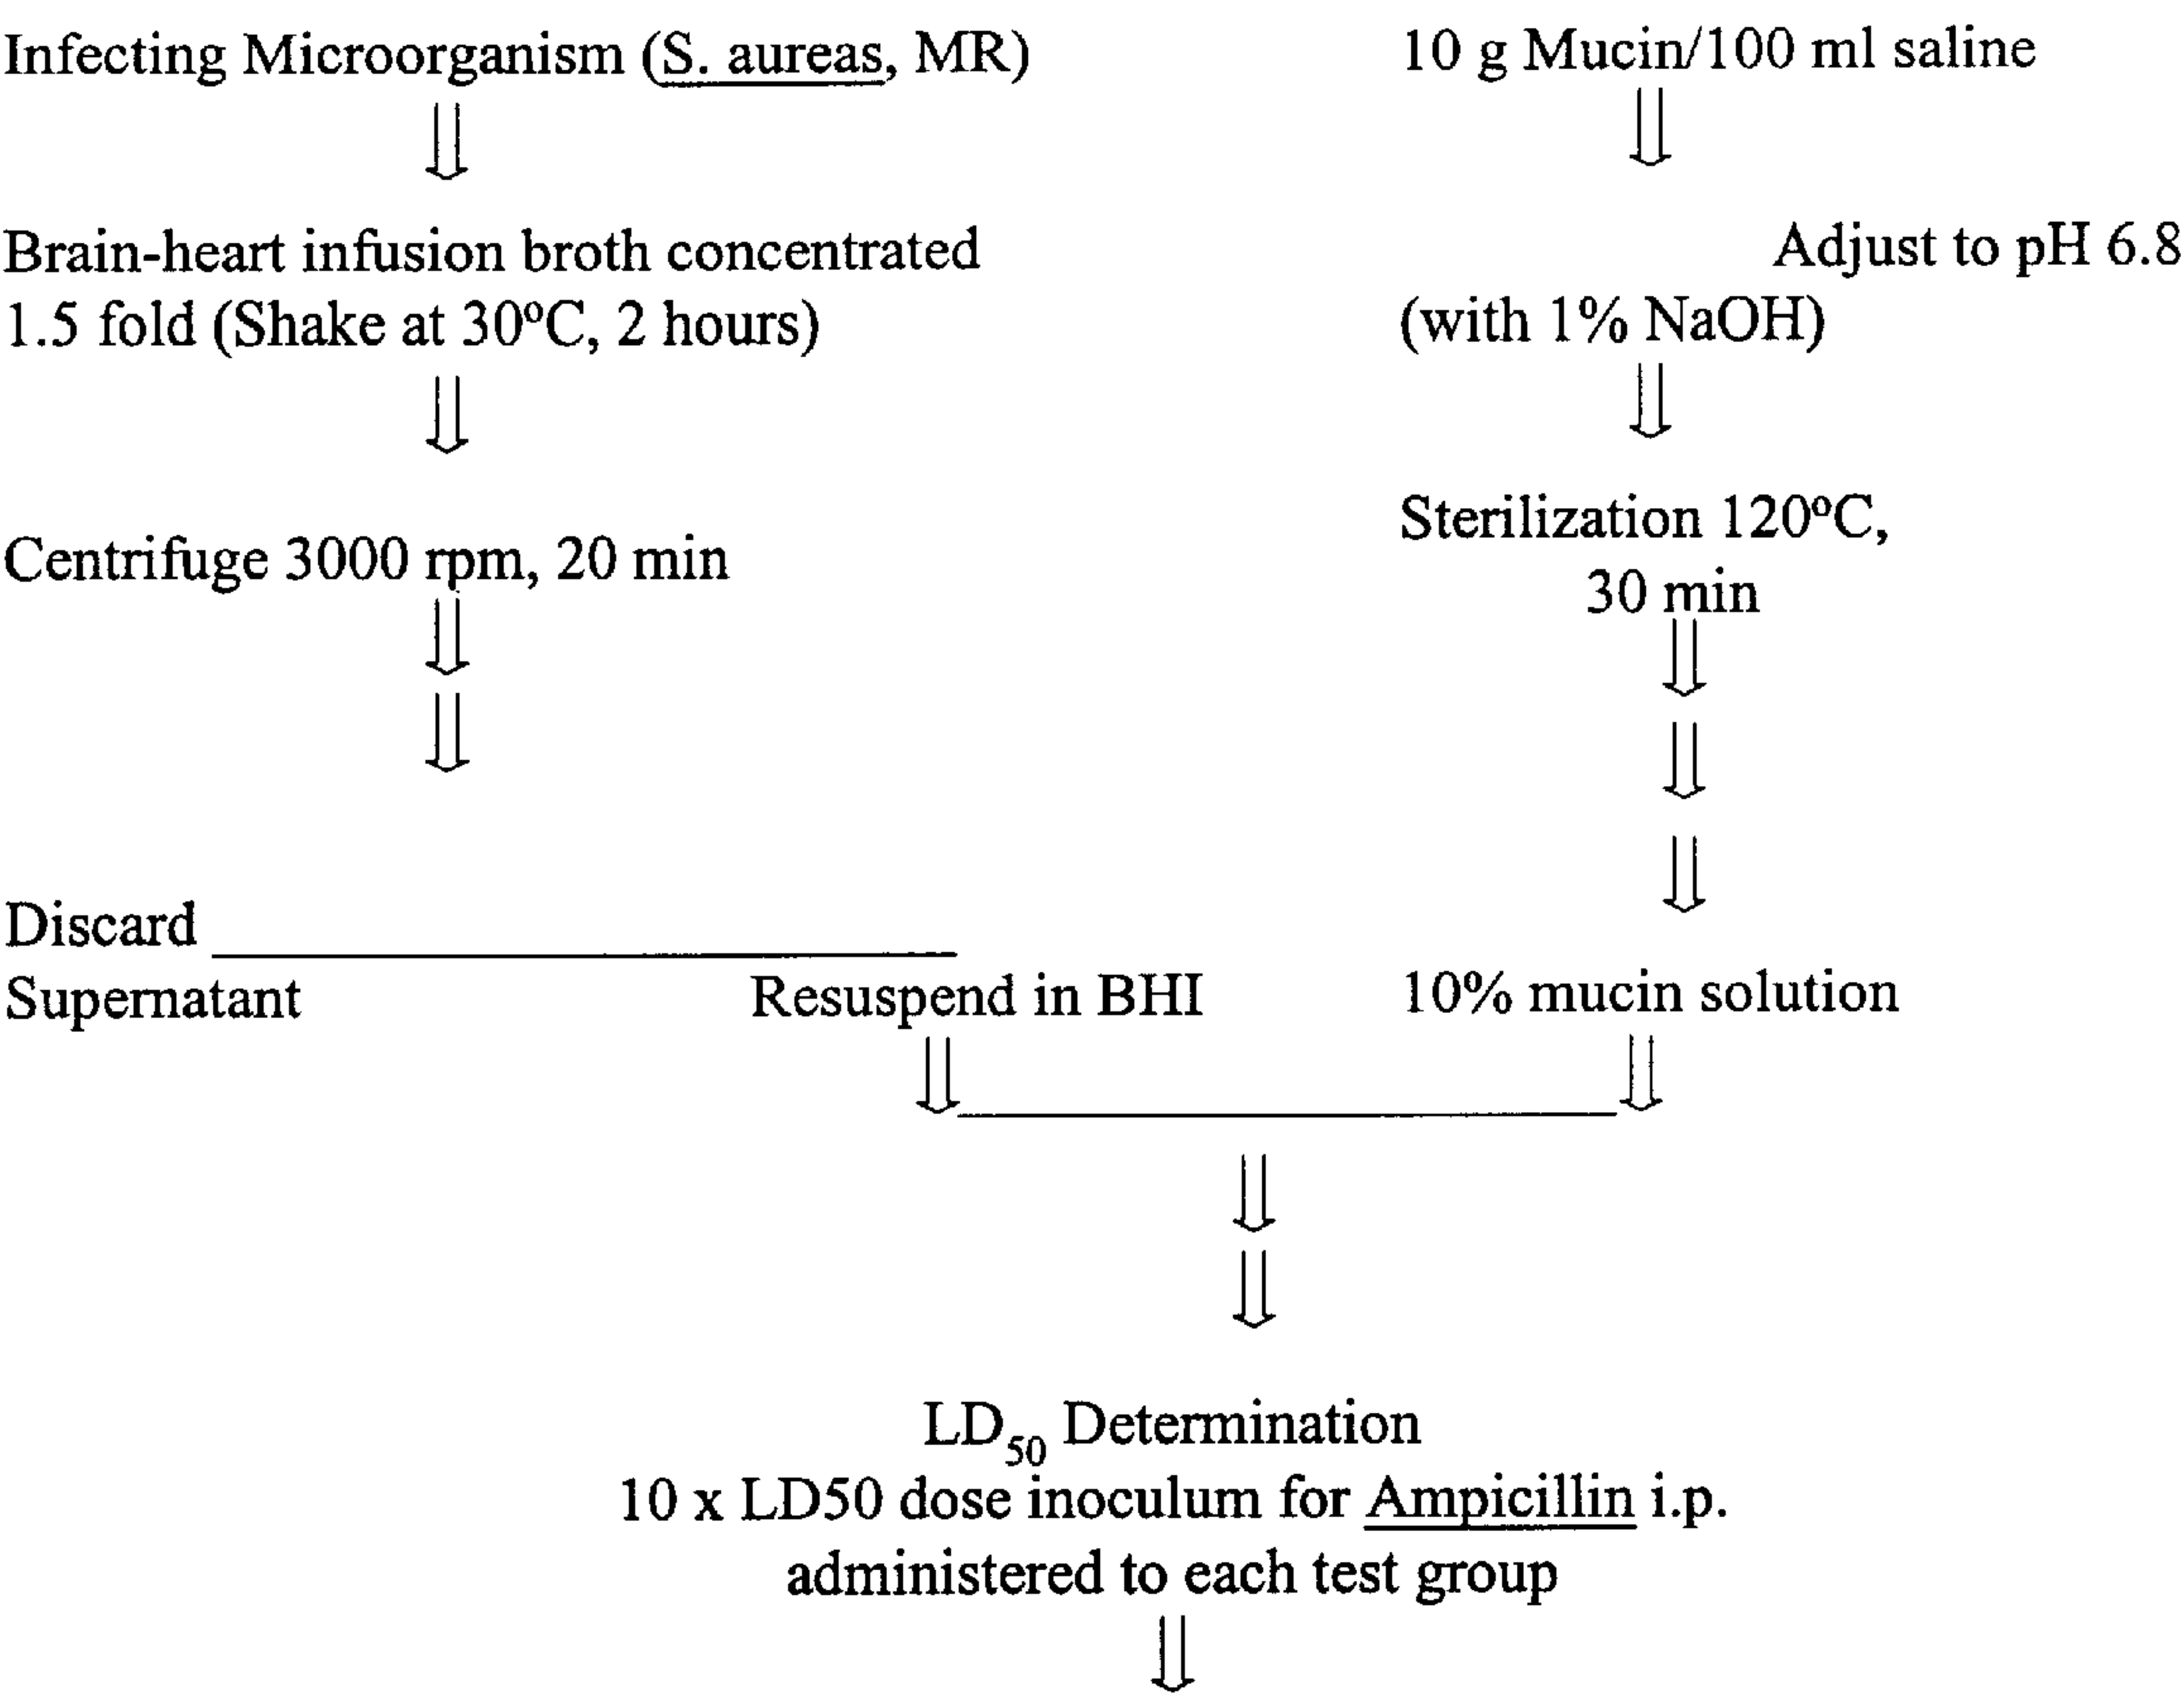 Infecting Microorganism (S. aureas, MR)
10 g Mucin/100 ml saline
Brain-heart infusion broth concentrated
1.5 fold (Shake at 30ºC, 2 hours)
Adjust to pH 6.8
(with 1% NaOH)
Centrifuge 3000 rpm, 20 min
Sterilization 120ºC,
30 min
Discard
Supernatant
Resuspend in BHI
10% mucin solution
LD50 Determination
10 x LD50 dose inoculum for Ampicillin i.p.
administered to each test group